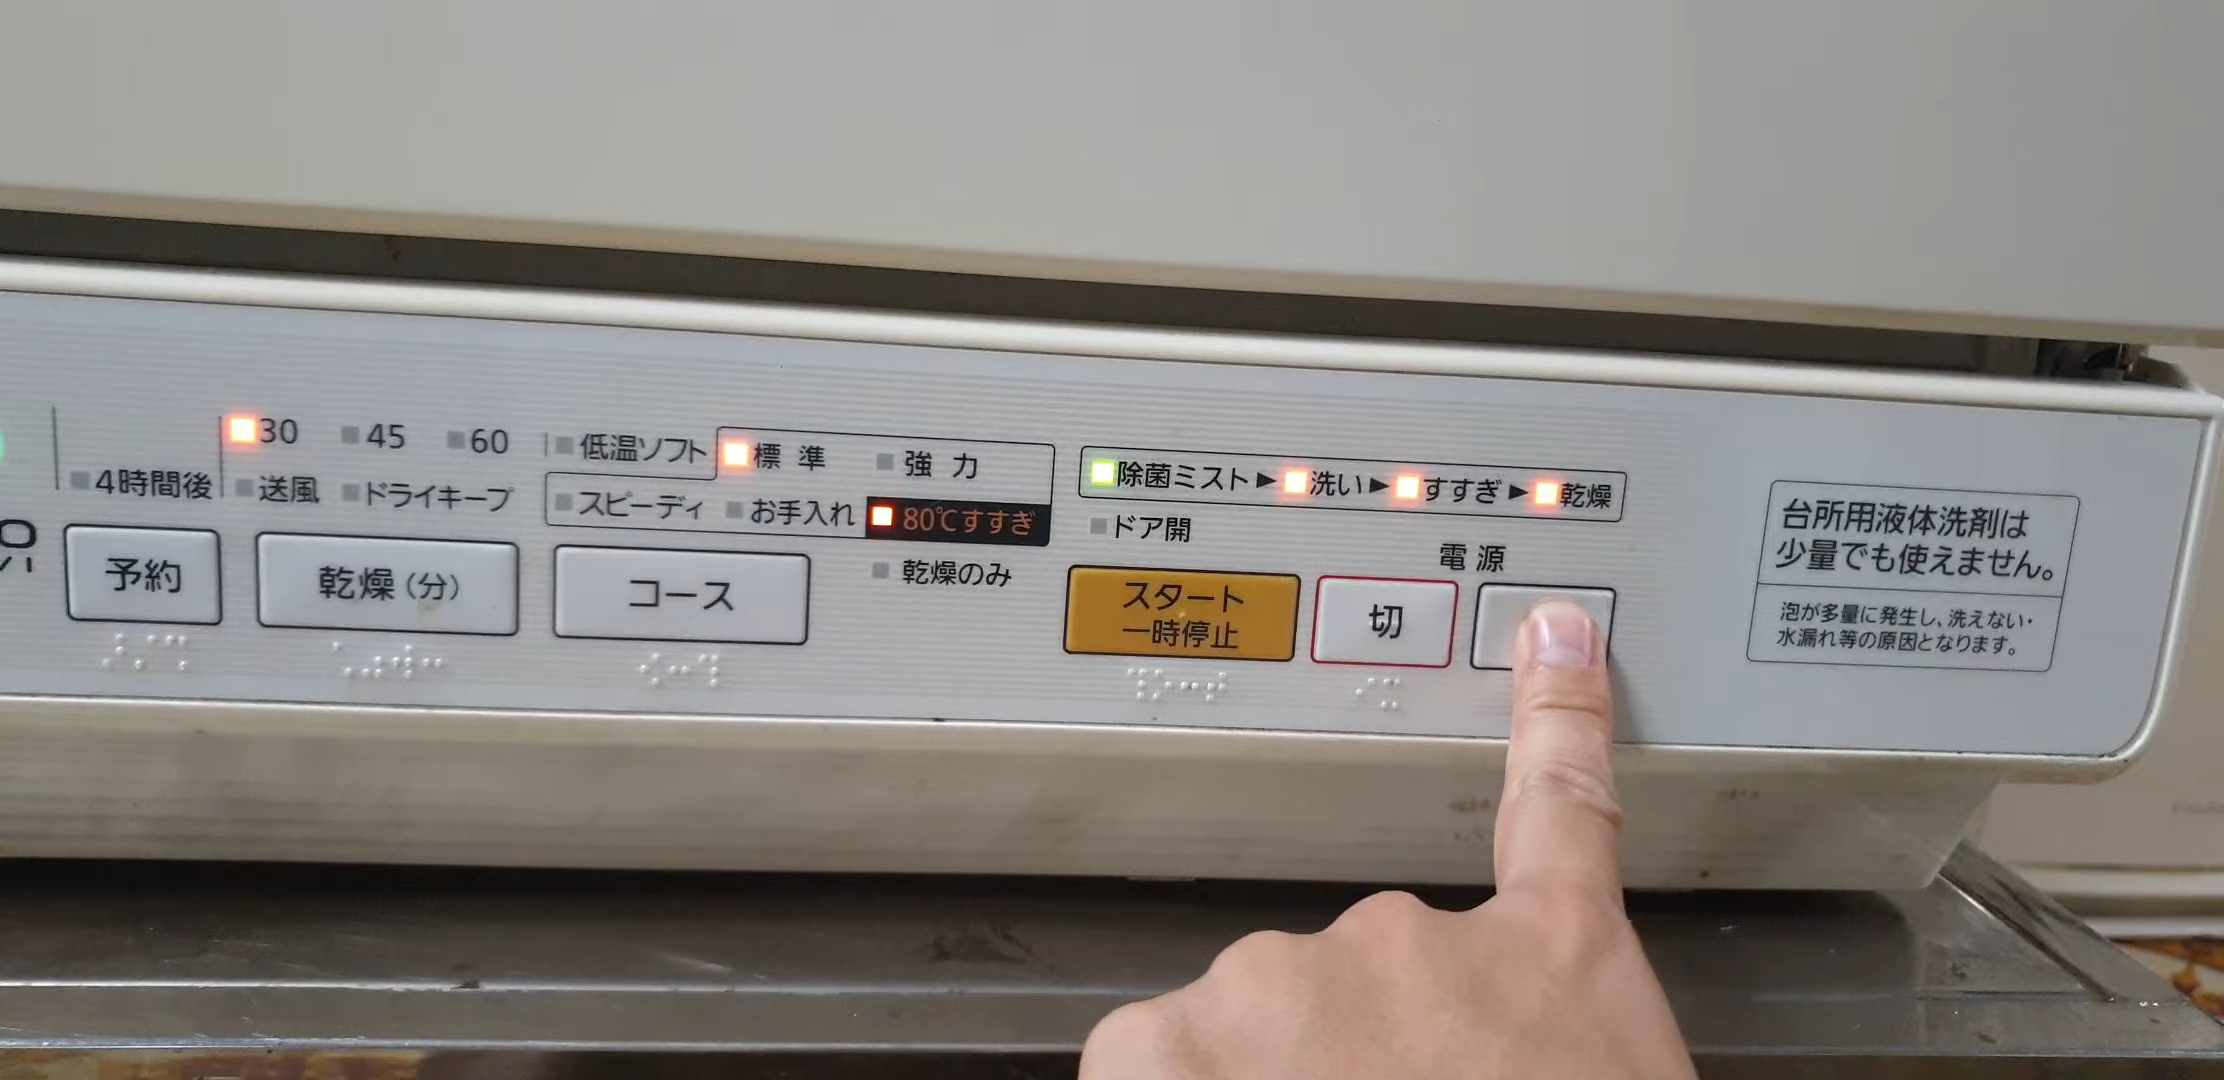 30 45 60
4時間後 送風 ドライキープ
予約
乾燥(分)
低温ソフト 標準 強力
スピーディ お手入れ 80℃すすぎ
乾燥のみ
コース
除菌ミスト▶洗い▶すすぎ▶乾燥
ドア開
電源
スタート
一時停止
切
台所用液体洗剤は
少量でも使えません。
泡が多量に発生し、洗えない・
水漏れ等の原因となります。